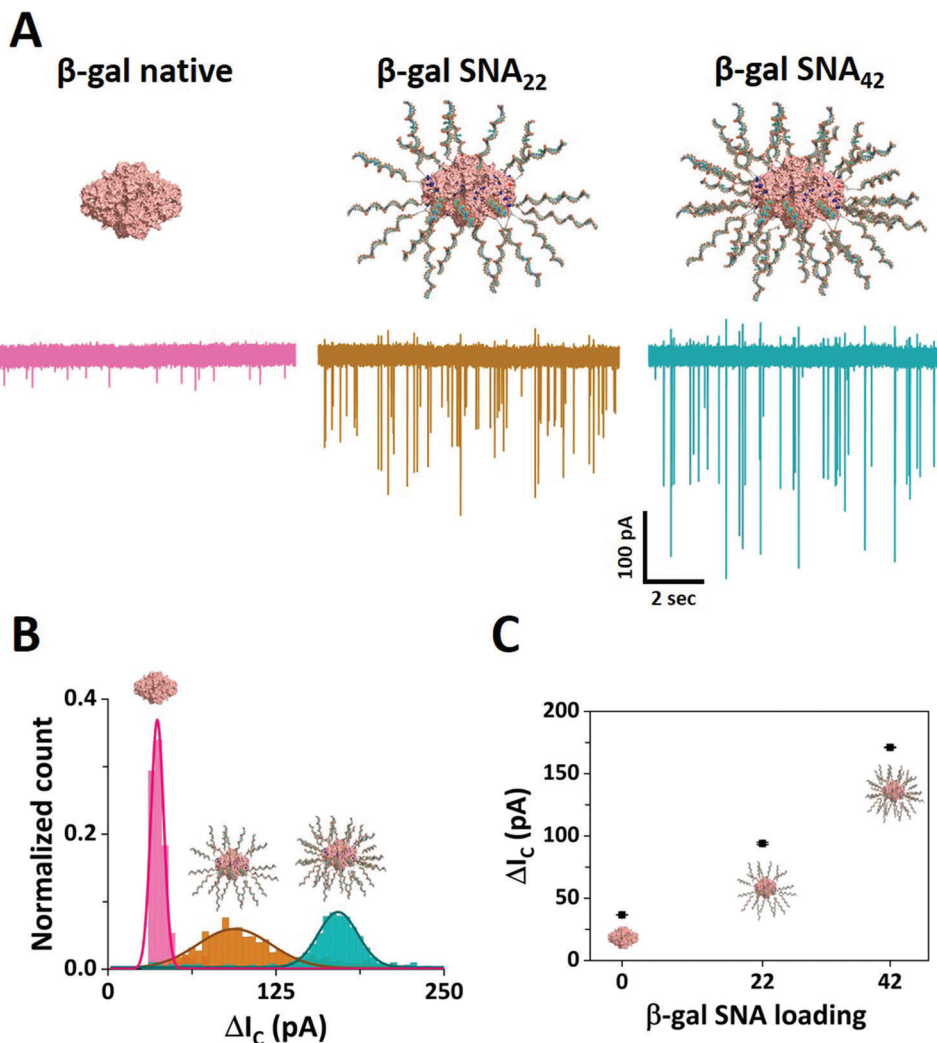 A
β-gal native
β-gal SNA22
β-gal SNA42
100 pA
2 sec
B
Normalized count
0.4
0.2
0.0
0
125
250
ΔIC (pA)
C
ΔIC (pA)
200
150
100
50
0
0
22
42
β-gal SNA loading